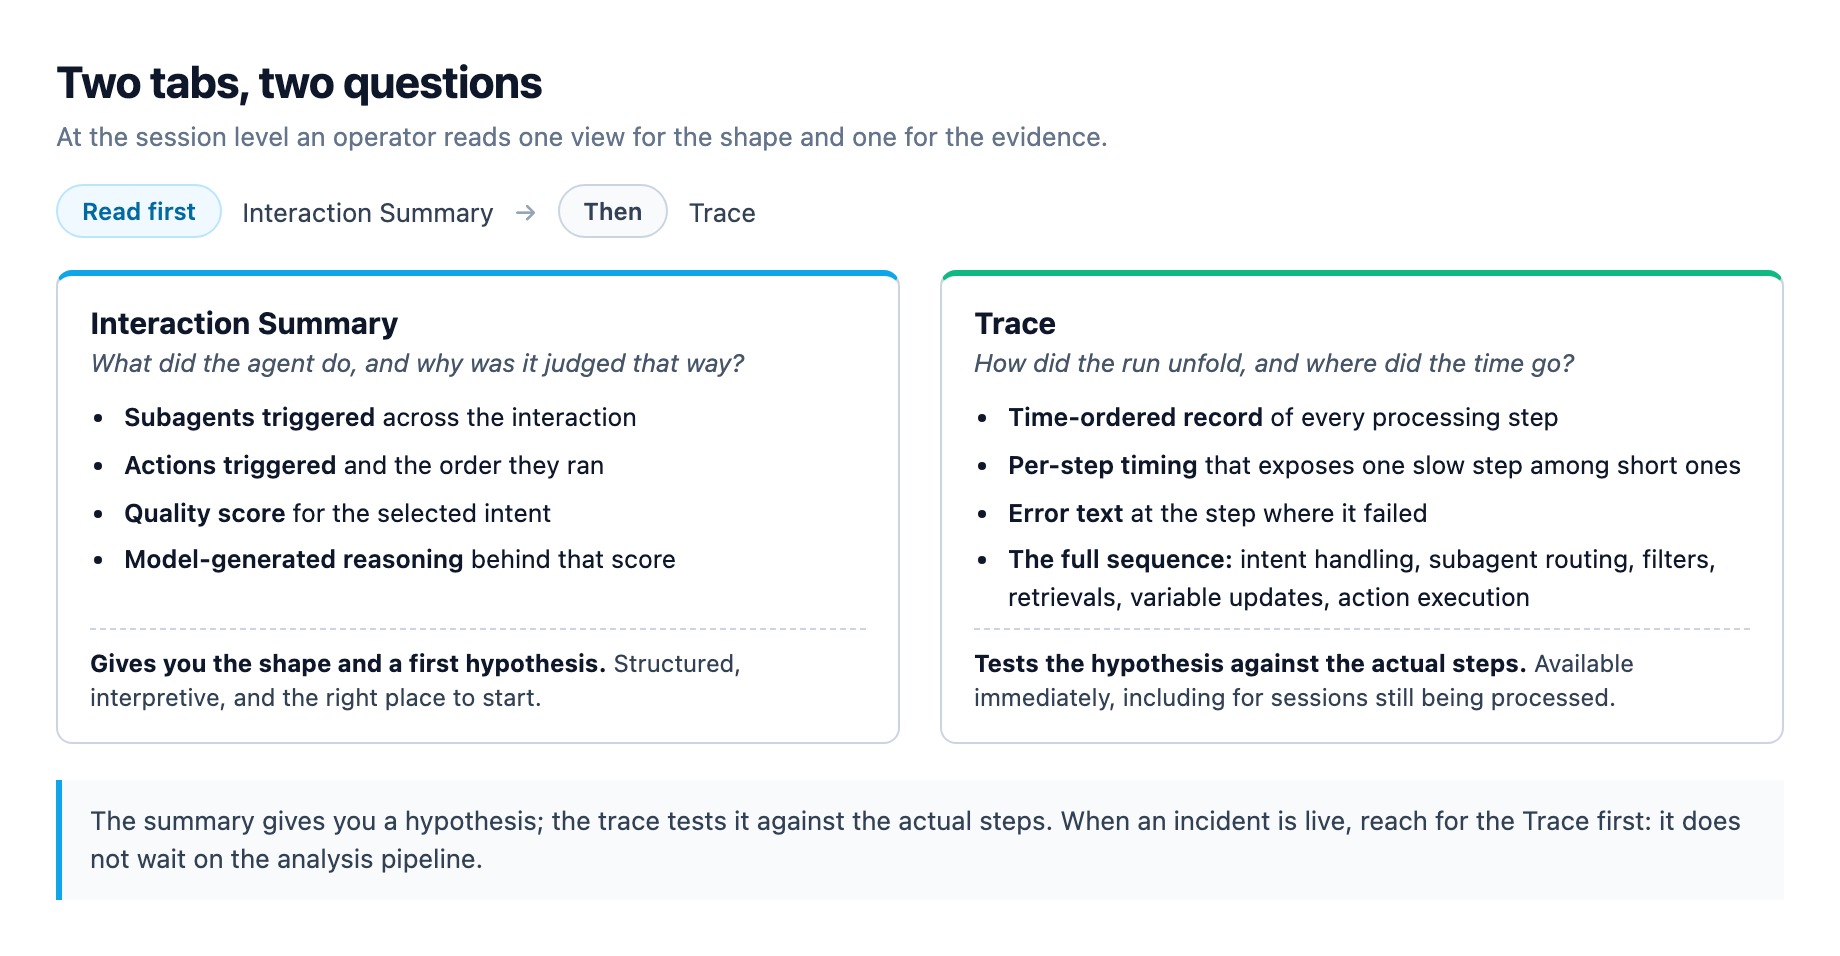 Two tabs, two questions
At the session level an operator reads one view for the shape and one for the evidence.
Read first Interaction Summary → Then Trace
Interaction Summary
What did the agent do, and why was it judged that way?
• Subagents triggered across the interaction
• Actions triggered and the order they ran
• Quality score for the selected intent
• Model-generated reasoning behind that score
Gives you the shape and a first hypothesis. Structured,
interpretive, and the right place to start.
Trace
How did the run unfold, and where did the time go?
• Time-ordered record of every processing step
• Per-step timing that exposes one slow step among short ones
• Error text at the step where it failed
• The full sequence: intent handling, subagent routing, filters,
retrievals, variable updates, action execution
Tests the hypothesis against the actual steps. Available
immediately, including for sessions still being processed.
The summary gives you a hypothesis; the trace tests it against the actual steps. When an incident is live, reach for the Trace first: it does
not wait on the analysis pipeline.